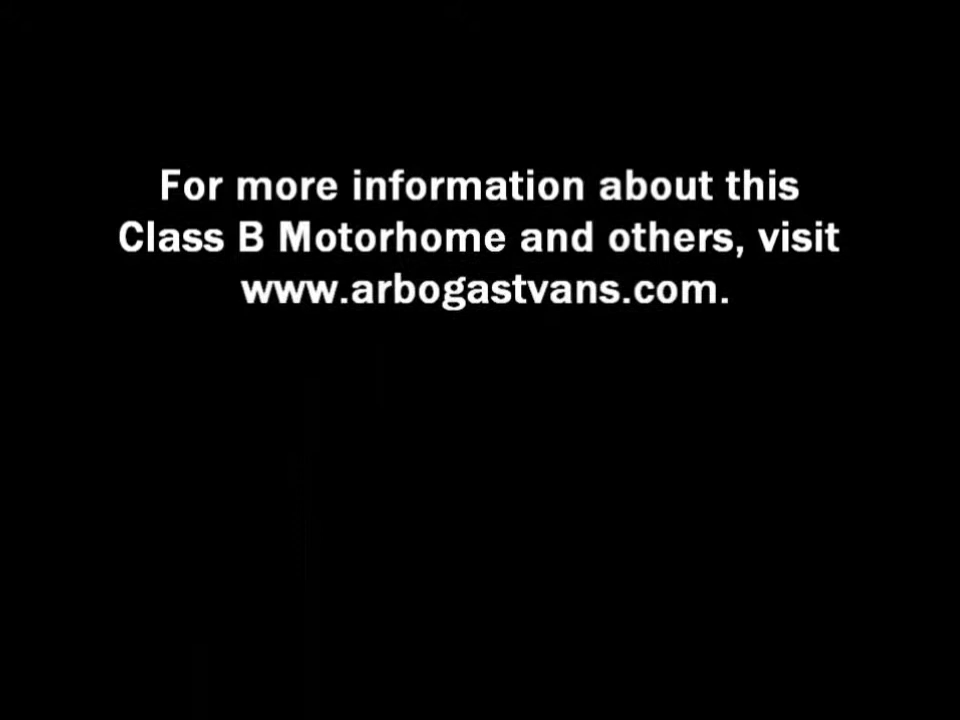 For more information about this
Class B Motorhome and others, visit
www.arbogastvans.com.